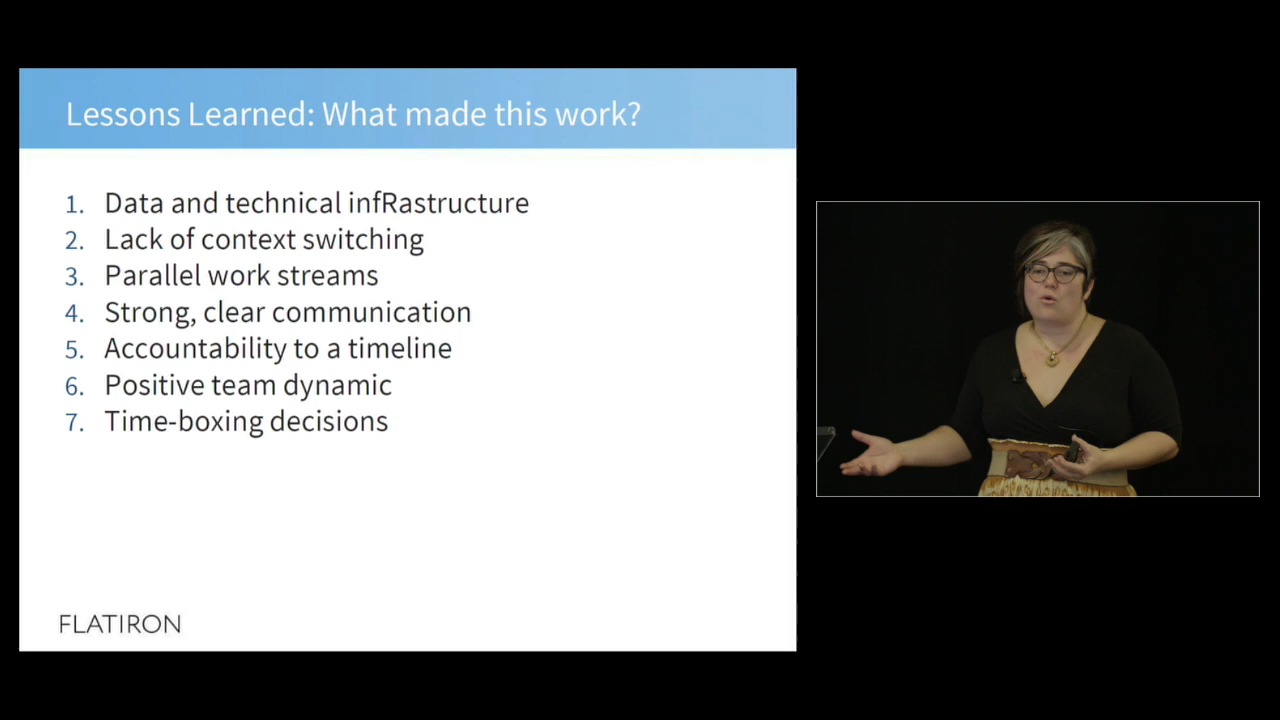 Lessons Learned: What made this work?
1. Data and technical infRastructure
2. Lack of context switching
3. Parallel work streams
4. Strong, clear communication
5. Accountability to a timeline
6. Positive team dynamic
7. Time-boxing decisions
FLATIRON